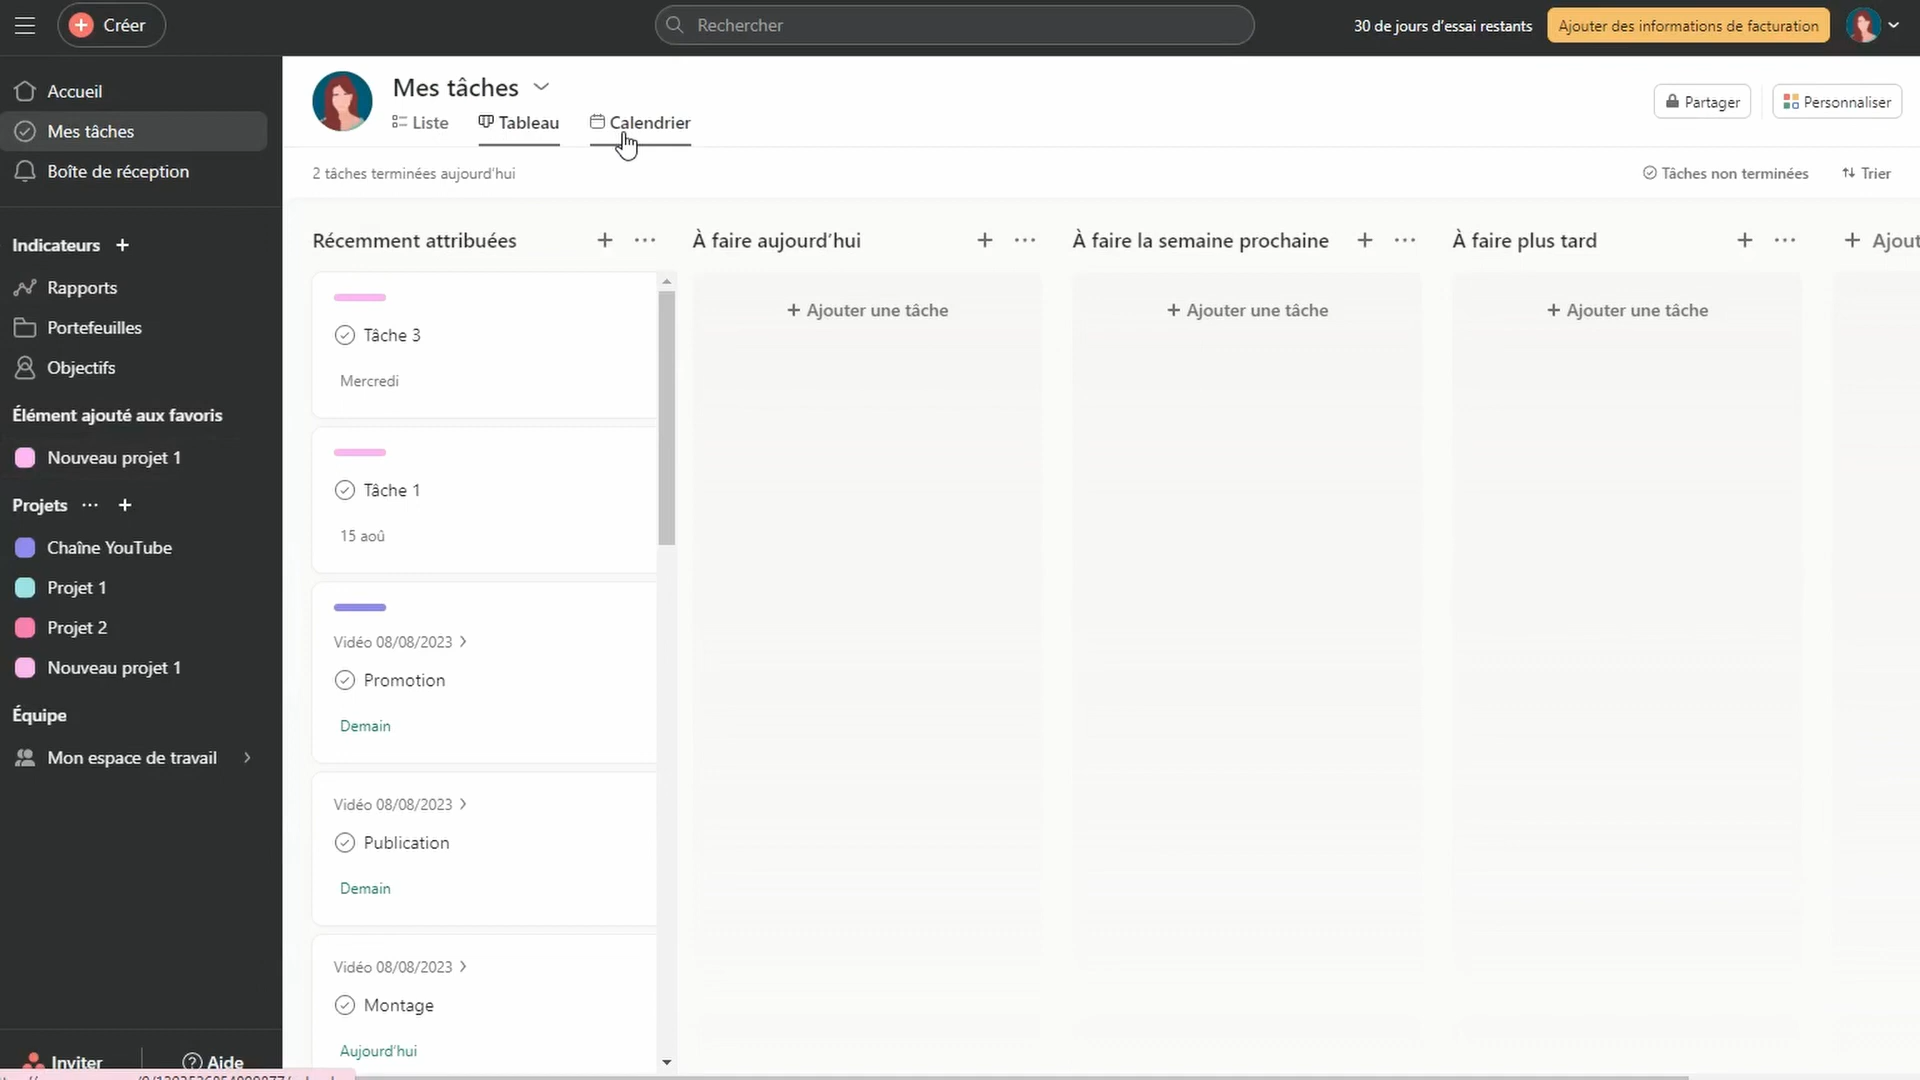 Créer
Rechercher
30 de jours d'essai restants
Ajouter des informations de facturation
Accueil
Mes tâches
Boîte de réception
Indicateurs +
Rapports
Portefeuilles
Objectifs
Élément ajouté aux favoris
Nouveau projet 1
Projets ... +
Chaîne YouTube
Projet 1
Projet 2
Nouveau projet 1
Équipe
Mon espace de travail
Inviter
Aide
Mes tâches
Liste
Tableau
Calendrier
Partager
Personnaliser
2 tâches terminées aujourd'hui
Tâches non terminées
Trier
Récemment attribuées + ...
Tâche 3
Mercredi
Tâche 1
15 aoû
Vidéo 08/08/2023 >
Promotion
Demain
Vidéo 08/08/2023 >
Publication
Demain
Vidéo 08/08/2023 >
Montage
Aujourd'hui
À faire aujourd'hui + ...
+ Ajouter une tâche
À faire la semaine prochaine + ...
+ Ajouter une tâche
À faire plus tard + ...
+ Ajouter une tâche
+ Ajout